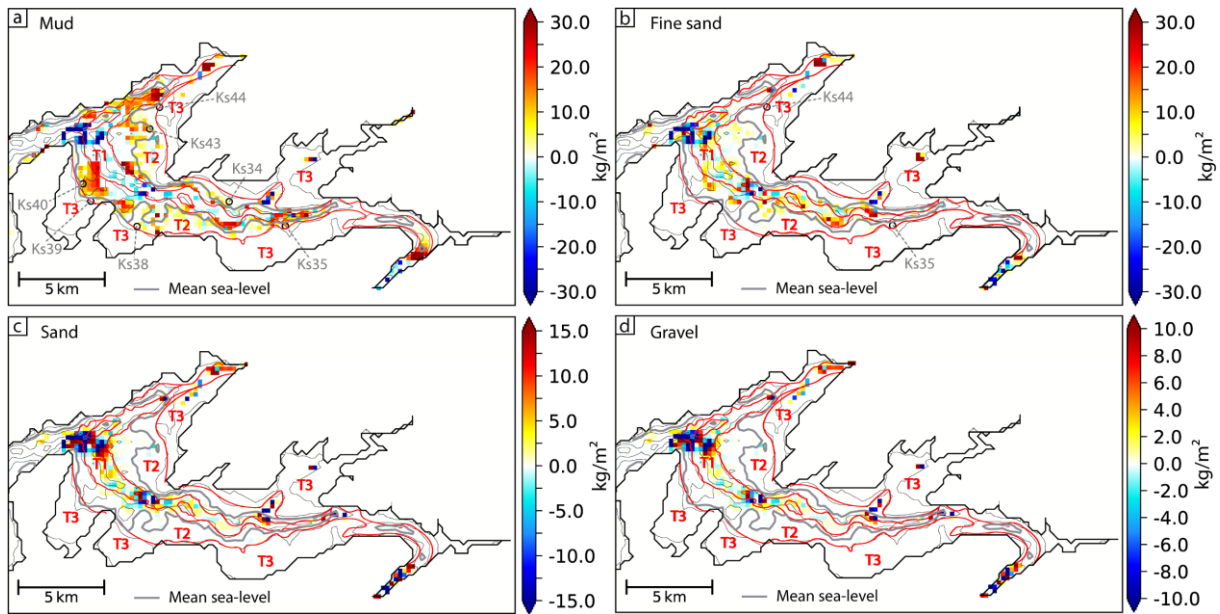 a Mud
T3
Ks44
Ks43
T1
T2
Ks34
T3
Ks40
T3
T2
T3
T3
Ks39
Ks38
Ks35
5 km
Mean sea-level
30.0
20.0
10.0
0.0
-10.0
-20.0
-30.0
kg/m²
b Fine sand
T3
Ks44
T1
T2
T3
T3
T2
T3
T3
Ks35
5 km
Mean sea-level
30.0
20.0
10.0
0.0
-10.0
-20.0
-30.0
kg/m²
c Sand
T3
T1
T2
T3
T3
T2
T3
T3
5 km
Mean sea-level
15.0
10.0
5.0
0.0
-5.0
-10.0
-15.0
kg/m²
d Gravel
T3
T1
T2
T3
T3
T2
T3
T3
5 km
Mean sea-level
10.0
8.0
6.0
4.0
2.0
0.0
-2.0
-4.0
-6.0
-8.0
-10.0
kg/m²